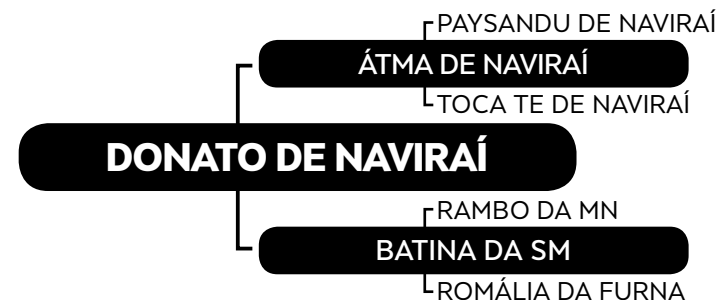 PAYSANDU DE NAVIRAÍ
ÁTMA DE NAVIRAÍ
TOCA TE DE NAVIRAÍ
DONATO DE NAVIRAÍ
RAMBO DA MN
BATINA DA SM
ROMÁLIA DA FURNA